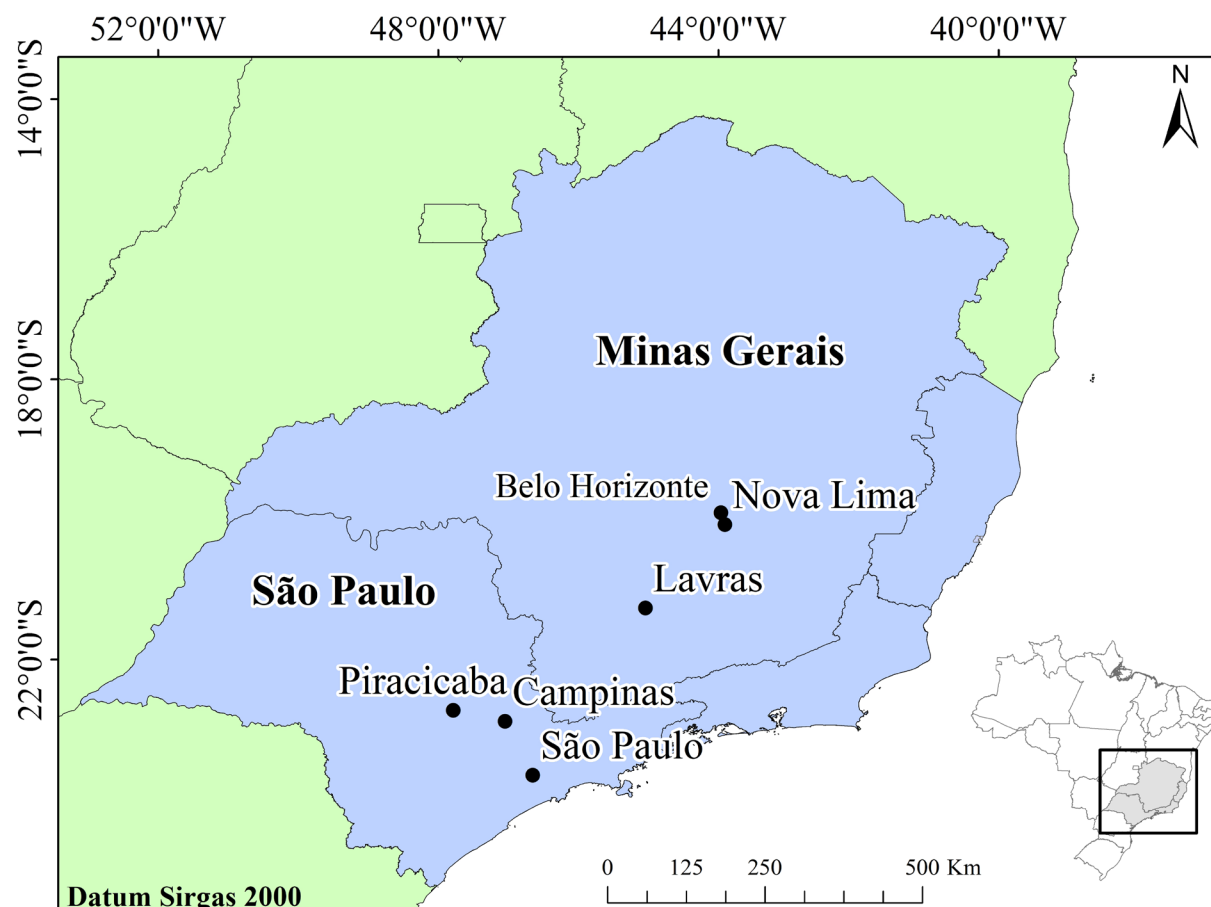 52°0'0"W 48°0'0"W 44°0'0"W 40°0'0"W
14°0'0"S
18°0'0"S
22°0'0"S
N
Minas Gerais
Belo Horizonte
Nova Lima
Lavras
São Paulo
Piracicaba
Campinas
São Paulo
0 125 250 500 Km
Datum Sirgas 2000